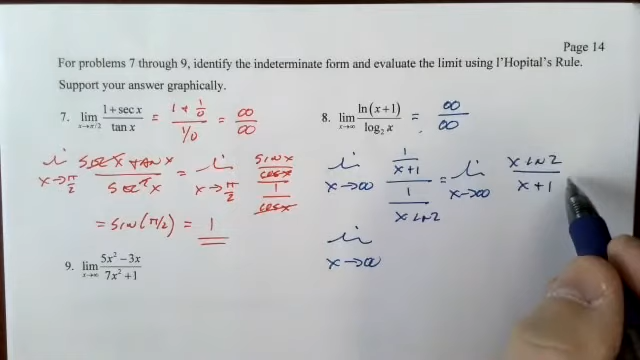 Page 14
For problems 7 through 9, identify the indeterminate form and evaluate the limit using l'Hopital's Rule.
Support your answer graphically.
7. lim x→π/2 (1+sec x)/(tan x) = (1 + 1/0)/(1/0) = ∞/∞
lim x→π/2 (sec x tan x)/(sec² x) = lim x→π/2 (sin x/cos x)/(1/cos x)
= sin(π/2) = 1
8. lim x→∞ ln(x+1)/log₂ x = ∞/∞
lim x→∞ (1/(x+1))/(1/(x ln 2)) = lim x→∞ (x ln 2)/(x+1)
lim x→∞
9. lim x→∞ (5x²−3x)/(7x²+1)